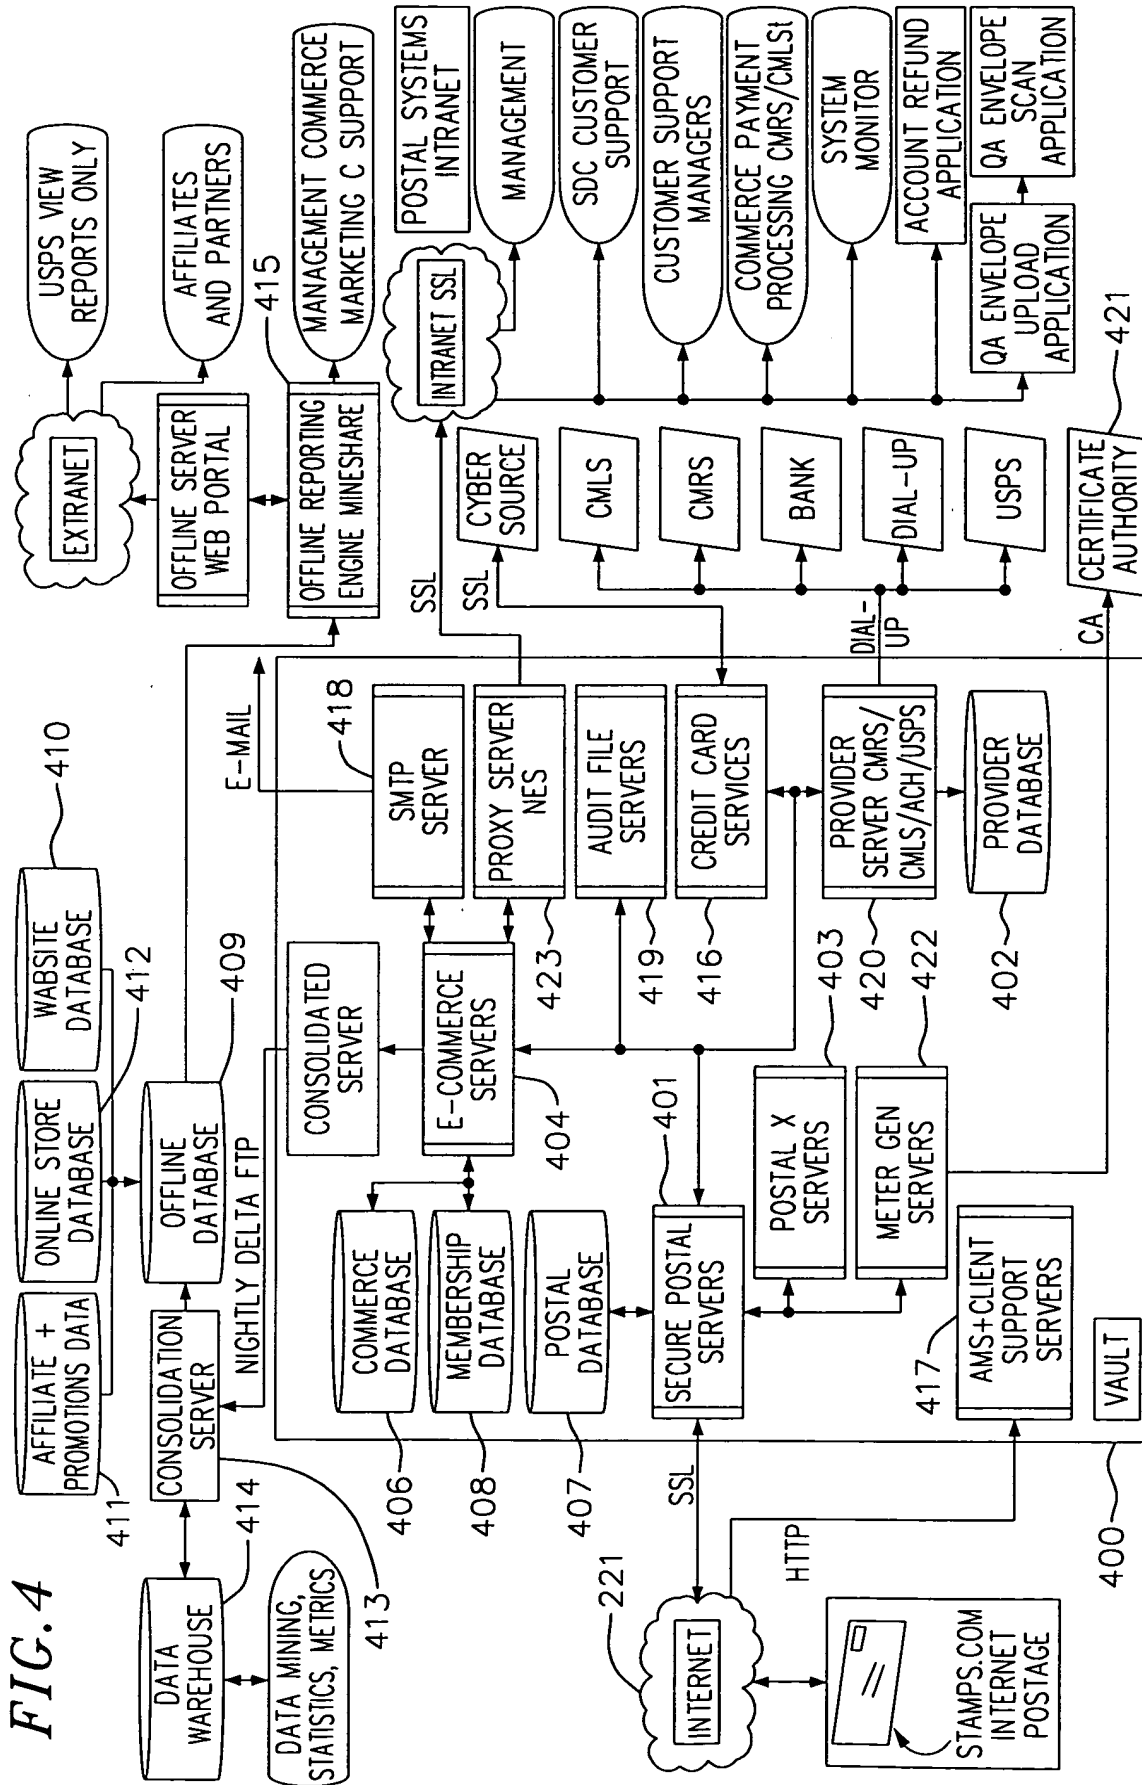 FIG. 4
AFFILIATE +
PROMOTIONS DATA
411
ONLINE STORE
DATABASE
412
WABSITE
DATABASE
410
EXTRANET
USPS VIEW
REPORTS ONLY
AFFILIATES
AND PARTNERS
OFFLINE SERVER
WEB PORTAL
415
OFFLINE REPORTING
ENGINE MINESHARE
MANAGEMENT COMMERCE
MARKETING C SUPPORT
DATA
WAREHOUSE
414
CONSOLIDATION
SERVER
413
OFFLINE
DATABASE
409
DATA MINING,
STATISTICS, METRICS
NIGHTLY DELTA FTP
E-MAIL
CONSOLIDATED
SERVER
SMTP
SERVER
418
SSL
INTRANET SSL
POSTAL SYSTEMS
INTRANET
COMMERCE
DATABASE
406
MEMBERSHIP
DATABASE
408
E-COMMERCE
SERVERS
404
PROXY SERVER
NES
423
SSL
CYBER
SOURCE
MANAGEMENT
POSTAL
DATABASE
407
AUDIT FILE
SERVERS
419
CMLS
SDC CUSTOMER
SUPPORT
221
INTERNET
SSL
SECURE POSTAL
SERVERS
401
CREDIT CARD
SERVICES
416
CMRS
CUSTOMER SUPPORT
MANAGERS
HTTP
POSTAL X
SERVERS
403
PROVIDER
SERVER CMRS/
CMLS/ACH/USPS
420
DIAL-
UP
BANK
COMMERCE PAYMENT
PROCESSING CMRS/CMLSt
STAMPS.COM
INTERNET
POSTAGE
METER GEN
SERVERS
422
DIAL-UP
SYSTEM
MONITOR
417
AMS+CLIENT
SUPPORT
SERVERS
PROVIDER
DATABASE
402
USPS
ACCOUNT REFUND
APPLICATION
400
VAULT
CA
CERTIFICATE
AUTHORITY
421
QA ENVELOPE
UPLOAD
APPLICATION
QA ENVELOPE
SCAN
APPLICATION